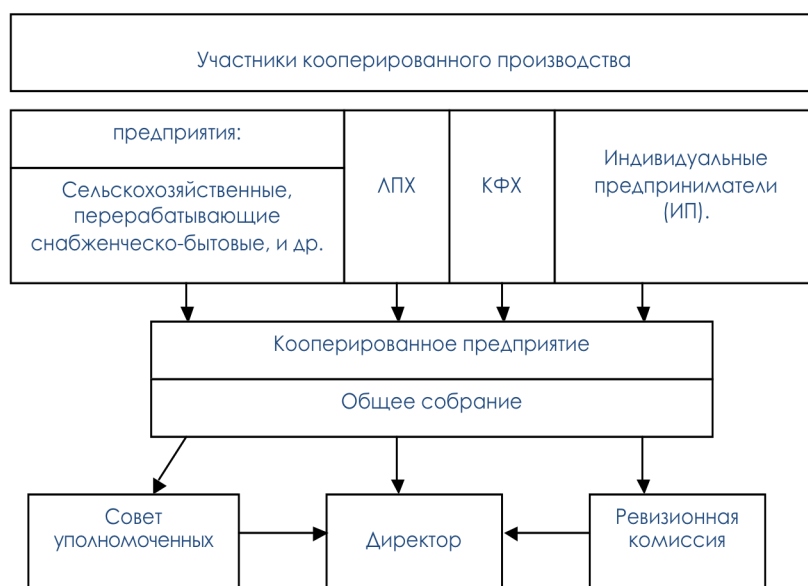 Участники кооперированного производства
предприятия:
Сельскохозяйственные,
перерабатывающие
снабженческо-бытовые, и др.
ЛПХ
КФХ
Индивидуальные
предприниматели
(ИП).
Кооперированное предприятие
Общее собрание
Совет
уполномоченных
Директор
Ревизионная
комиссия